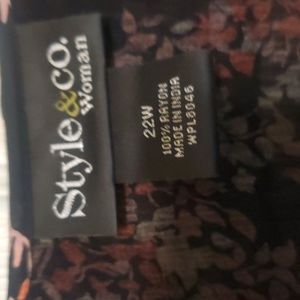 Style&co.
Woman
22W
100% RAYON
MADE IN INDIA
WPL8046